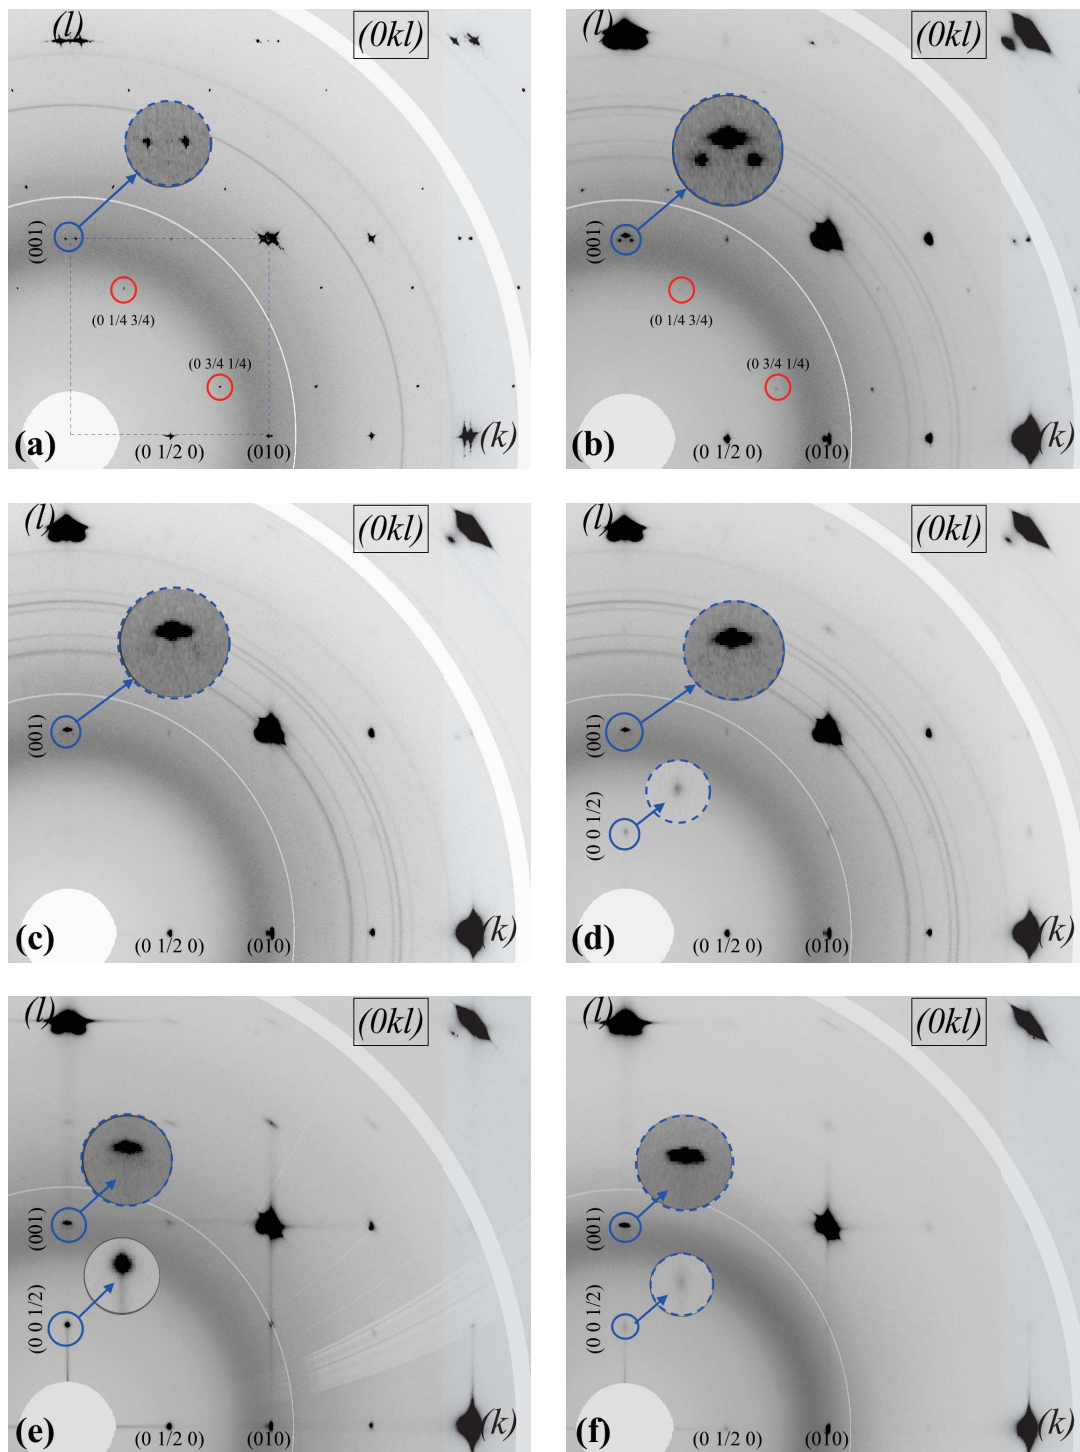 (l)
(0kl)
(001)
(0 1/4 3/4)
(0 3/4 1/4)
(a)
(0 1/2 0)
(010)
(k)
(l)
(0kl)
(001)
(0 1/4 3/4)
(0 3/4 1/4)
(b)
(0 1/2 0)
(010)
(k)
(l)
(0kl)
(001)
(c)
(0 1/2 0)
(010)
(k)
(l)
(0kl)
(001)
(0 0 1/2)
(d)
(0 1/2 0)
(010)
(k)
(l)
(0kl)
(001)
(0 0 1/2)
(e)
(0 1/2 0)
(010)
(k)
(l)
(0kl)
(001)
(0 0 1/2)
(f)
(0 1/2 0)
(010)
(k)